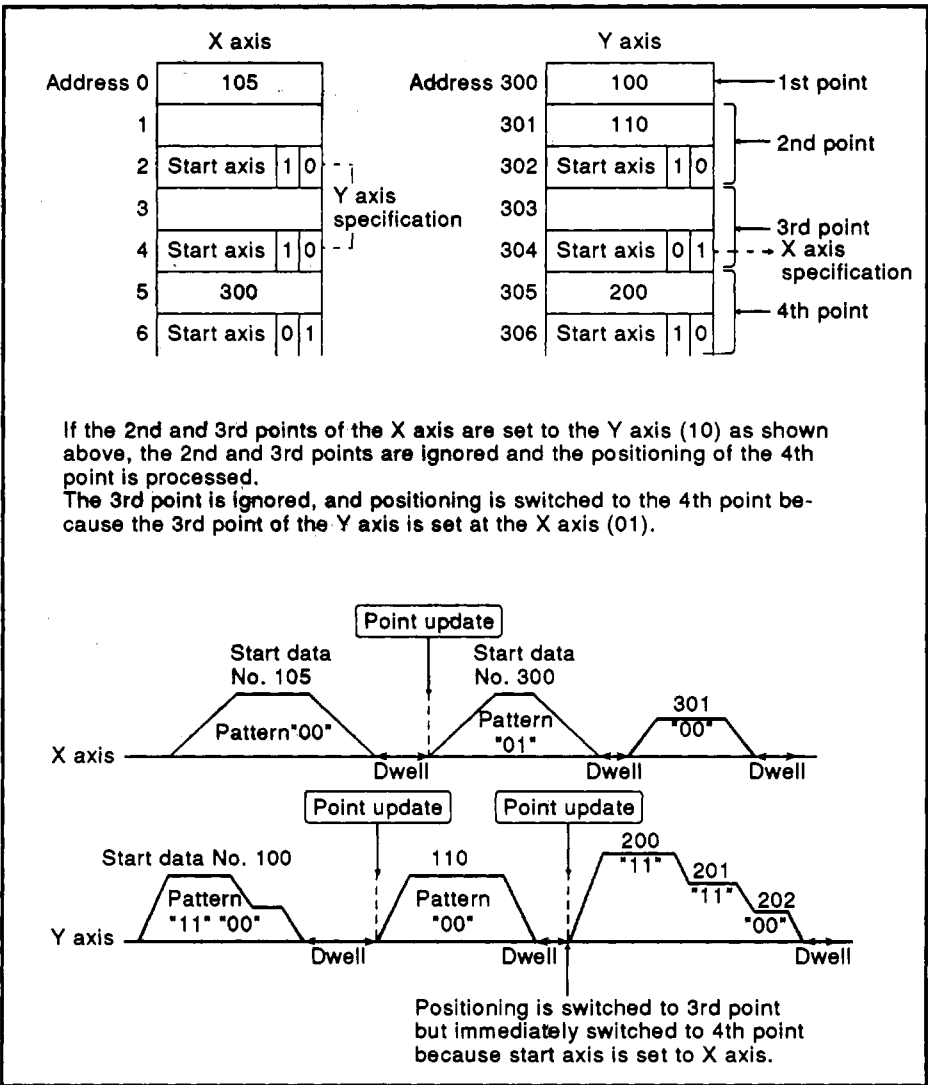 X axis
Y axis
Address 0 105
1
2 Start axis 1 0
3
4 Start axis 1 0
5 300
6 Start axis 0 1
Y axis
specification
Address 300 100
301 110
302 Start axis 1 0
303
304 Start axis 0 1
305 200
306 Start axis 1 0
1st point
2nd point
3rd point
X axis
specification
4th point
If the 2nd and 3rd points of the X axis are set to the Y axis (10) as shown
above, the 2nd and 3rd points are ignored and the positioning of the 4th
point is processed.
The 3rd point is ignored, and positioning is switched to the 4th point be-
cause the 3rd point of the Y axis is set at the X axis (01).
Point update
Start data
No. 105
Start data
No. 300
301
Pattern"00"
Pattern
"01"
"00"
X axis
Dwell
Dwell
Dwell
Point update
Point update
Start data No. 100
110
200
"11"
201
"11"
202
"00"
Pattern
"11" "00"
Pattern
"00"
Y axis
Dwell
Dwell
Dwell
Positioning is switched to 3rd point
but immediately switched to 4th point
because start axis is set to X axis.